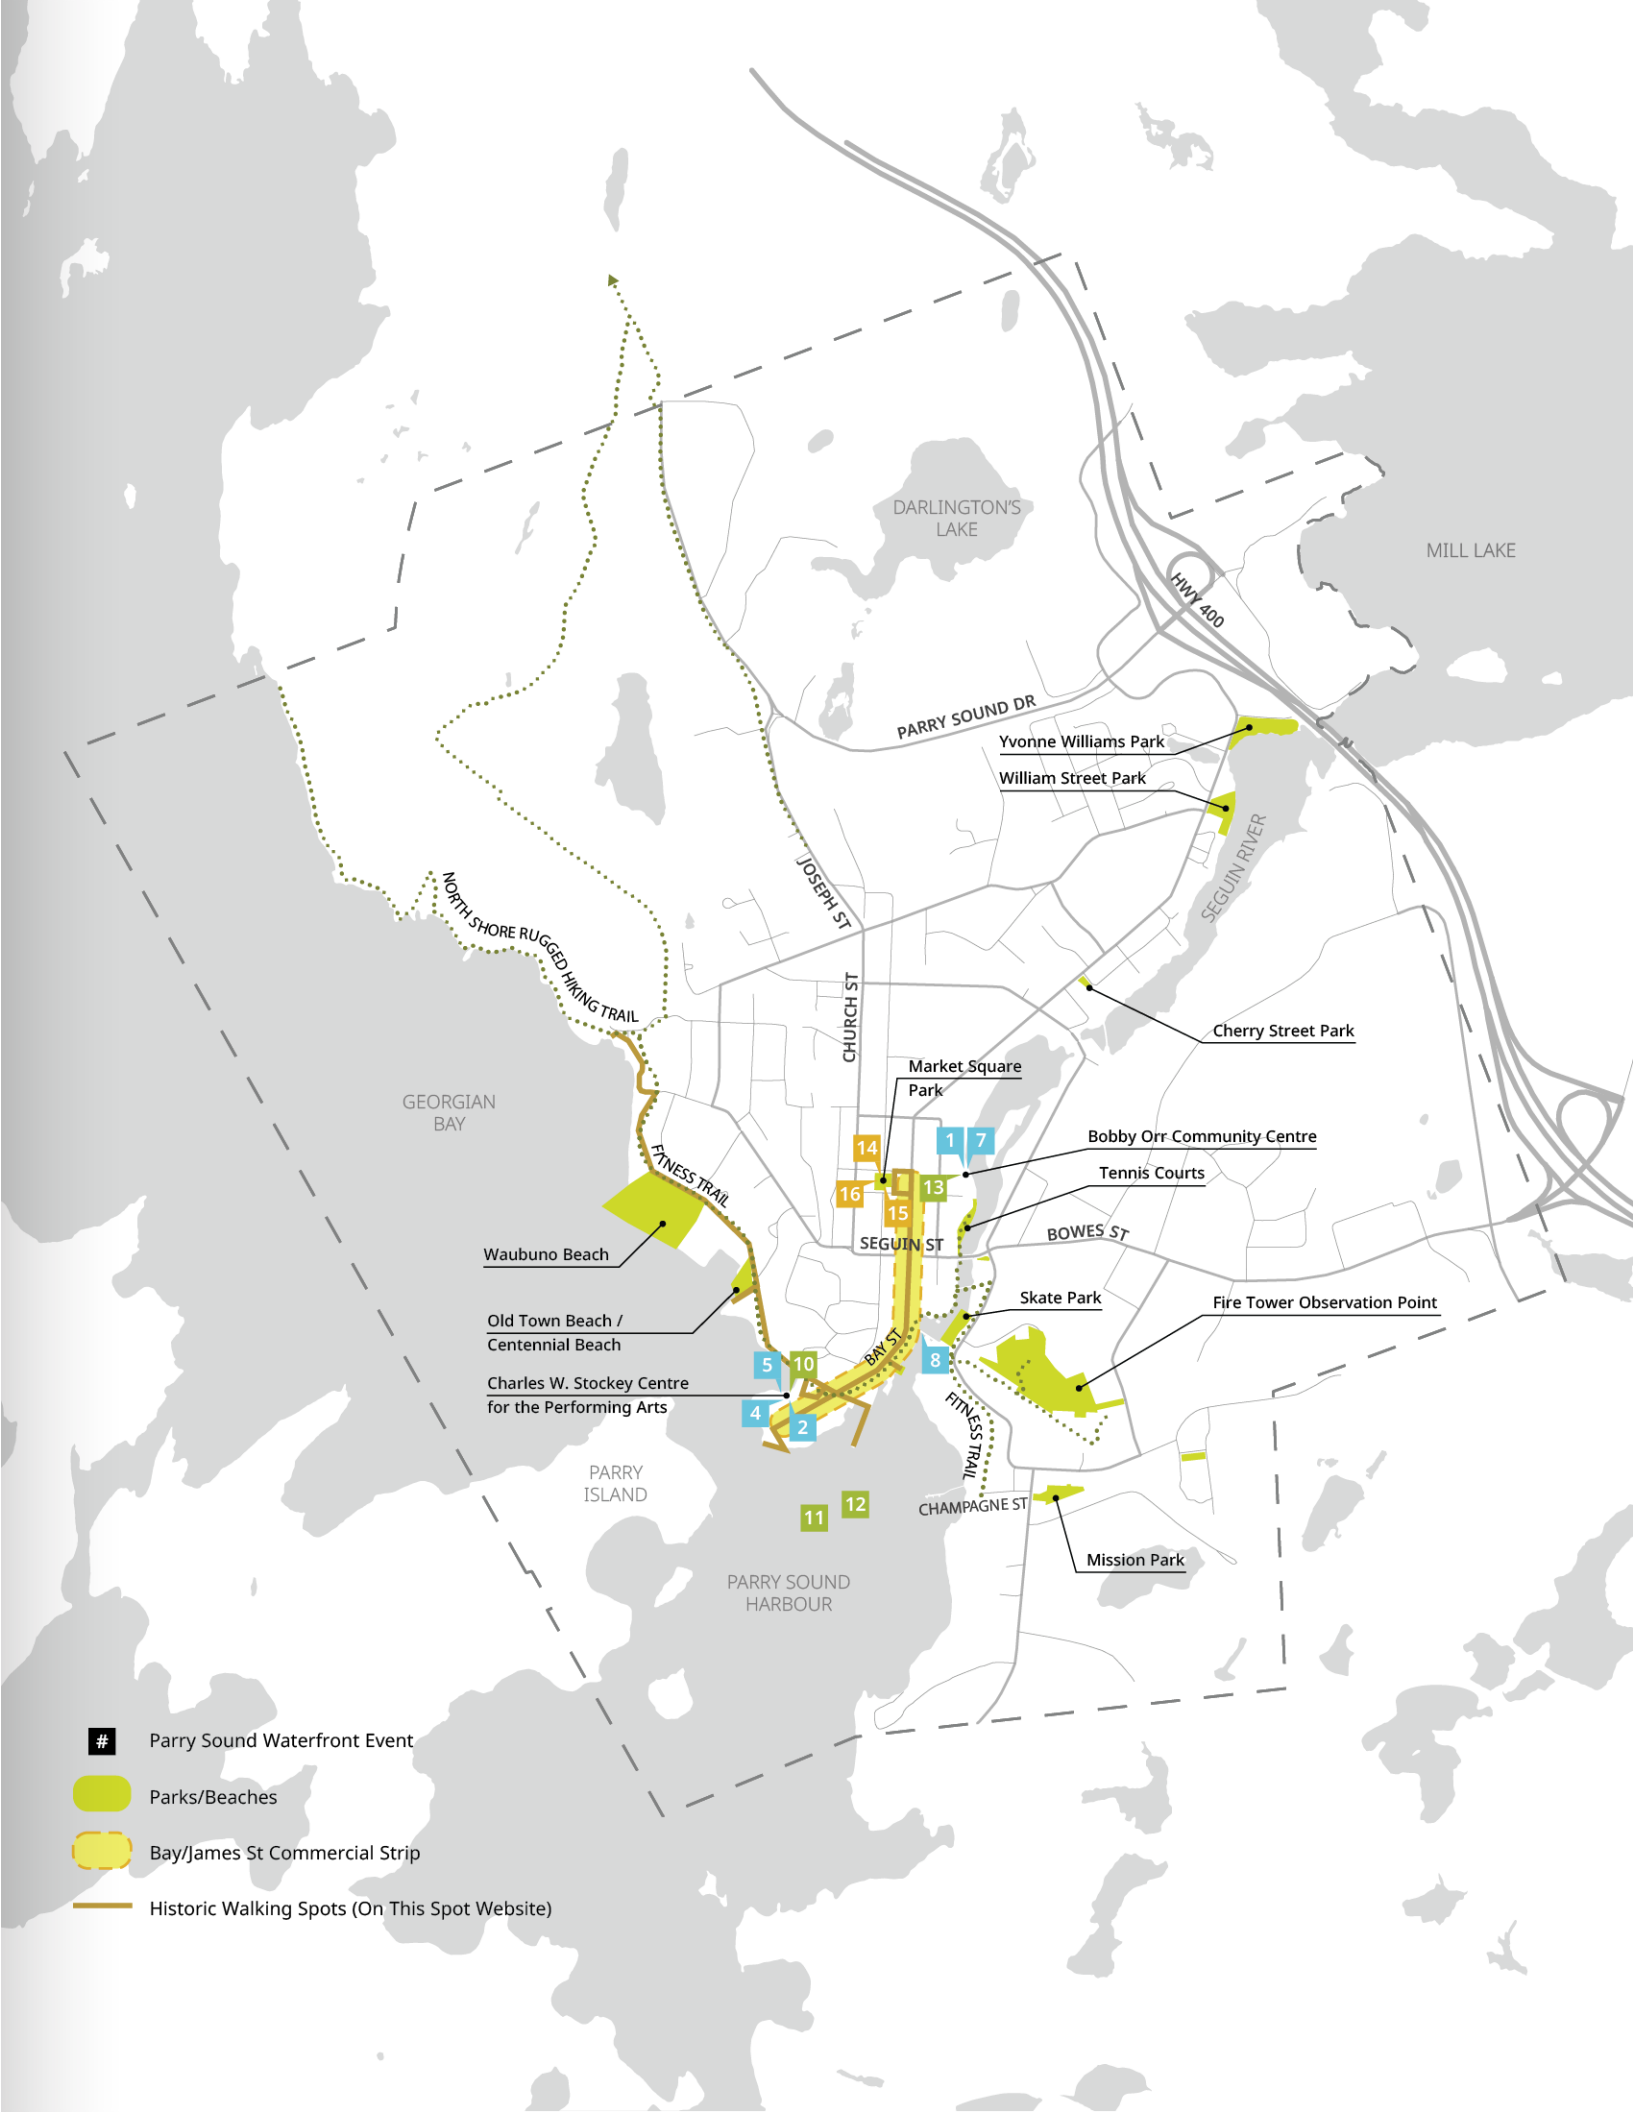 DARLINGTON'S
LAKE
MILL LAKE
HWY 400
PARRY SOUND DR
Yvonne Williams Park
William Street Park
SEGUIN RIVER
JOSEPH ST
NORTH SHORE RUGGED HIKING TRAIL
CHURCH ST
Cherry Street Park
Market Square
Park
GEORGIAN
BAY
14
1
7
Bobby Orr Community Centre
Tennis Courts
16
13
15
FITNESS TRAIL
SEGUIN ST
BOWES ST
Waubuno Beach
Skate Park
Fire Tower Observation Point
Old Town Beach /
Centennial Beach
BAY ST
5
10
8
Charles W. Stockey Centre
for the Performing Arts
4
2
FITNESS TRAIL
PARRY
ISLAND
11
12
CHAMPAGNE ST
Mission Park
PARRY SOUND
HARBOUR
# Parry Sound Waterfront Event
Parks/Beaches
Bay/James St Commercial Strip
Historic Walking Spots (On This Spot Website)